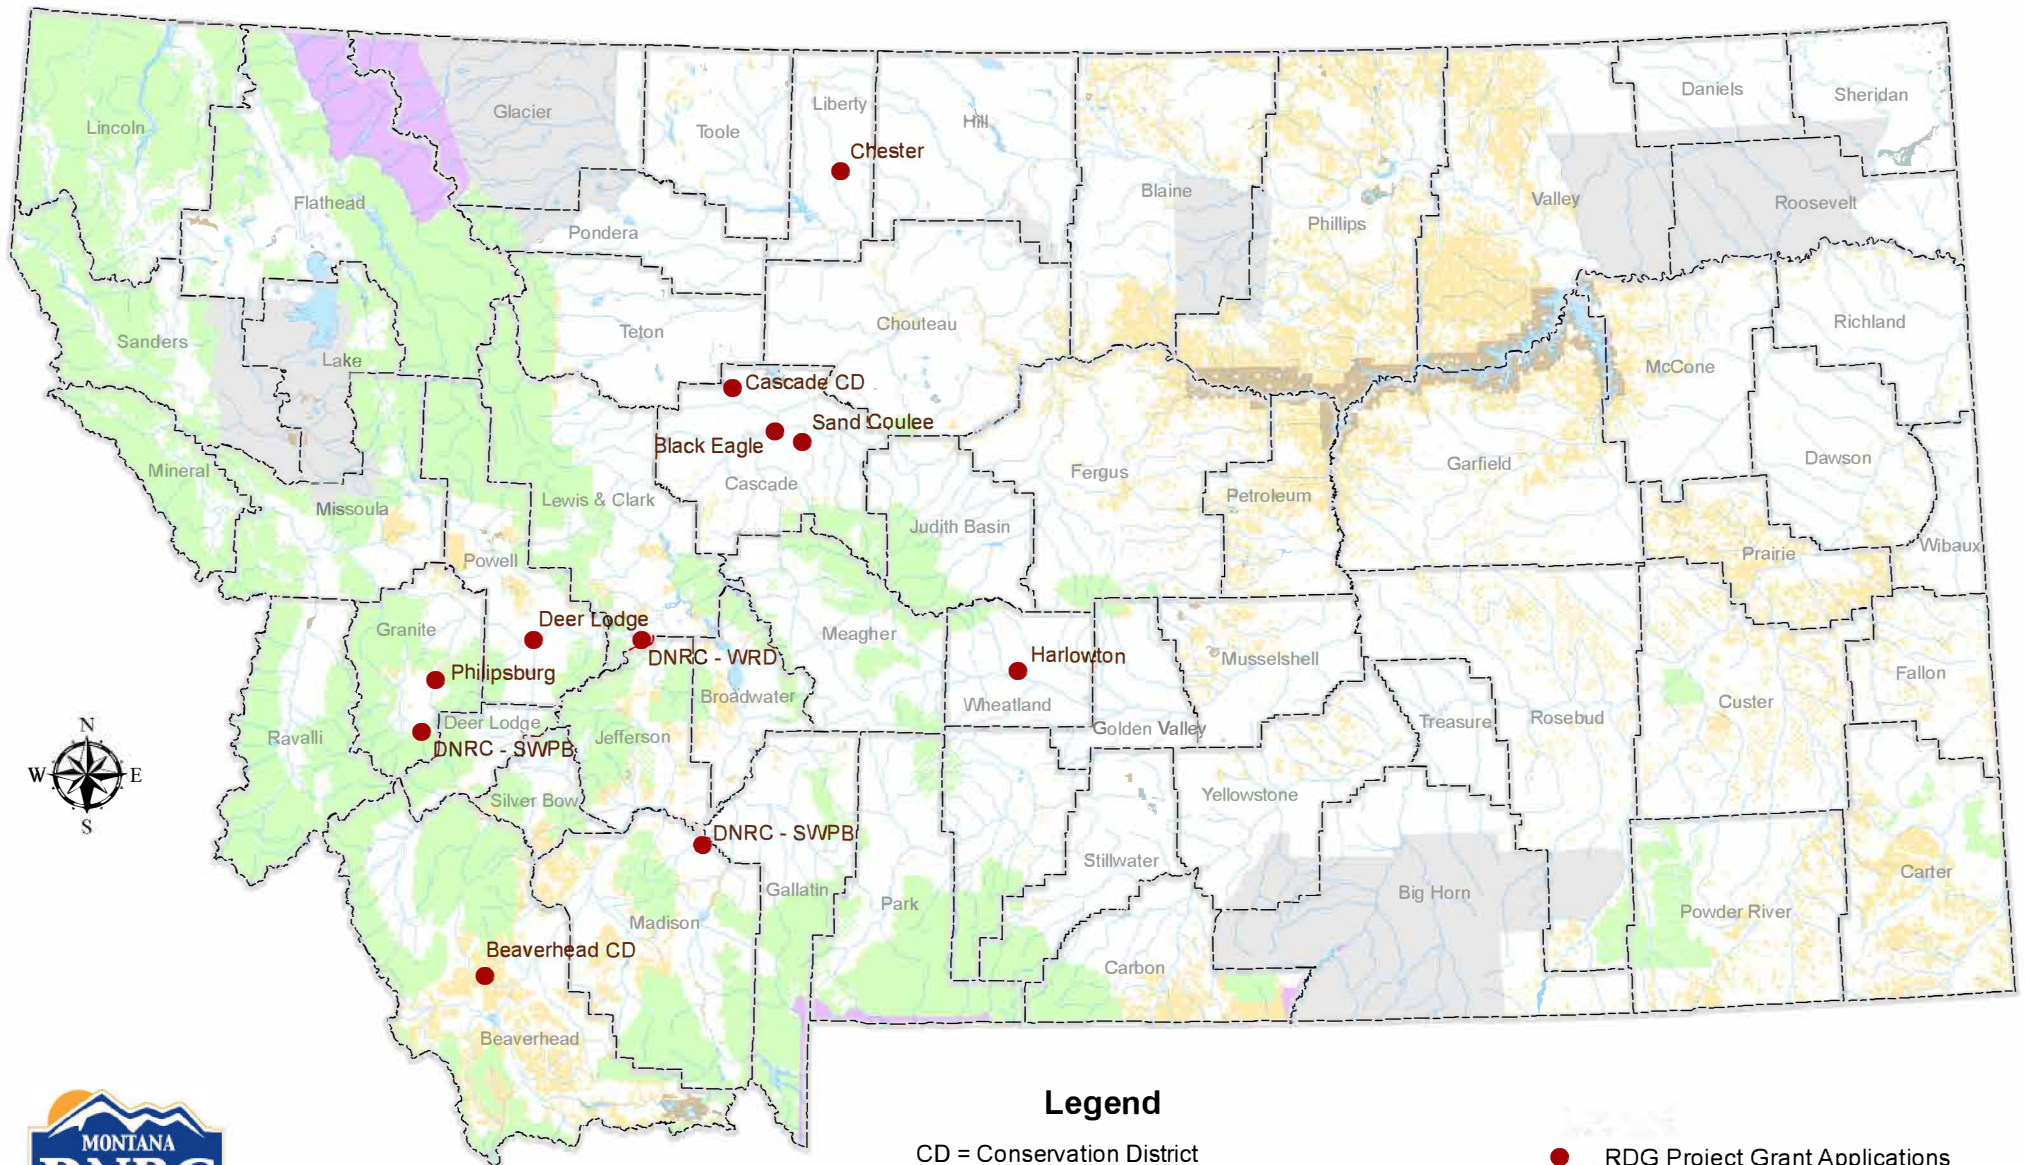 Lincoln
Flathead
Glacier
Toole
Liberty
Hill
Chester
Blaine
Phillips
Valley
Daniels
Sheridan
Roosevelt
Pondera
Teton
Chouteau
Sanders
Lake
Cascade CD
Sand Coulee
Black Eagle
Cascade
McCone
Richland
Dawson
Garfield
Fergus
Petroleum
Mineral
Missoula
Lewis & Clark
Judith Basin
Powell
Prairie
Wibaux
Granite
Deer Lodge
DNRC - WRD
Philipsburg
Deer Lodge
DNRC - SWPB
Ravalli
Jefferson
Broadwater
Meagher
Harlowton
Wheatland
Golden Valley
Musselshell
Treasure
Rosebud
Custer
Fallon
N
W
E
S
Silver Bow
DNRC - SWPB
Yellowstone
Stillwater
Gallatin
Park
Madison
Big Horn
Powder River
Carter
Beaverhead CD
Beaverhead
Carbon
Legend
CD = Conservation District
RDG Project Grant Applications
MONTANA
DNRC